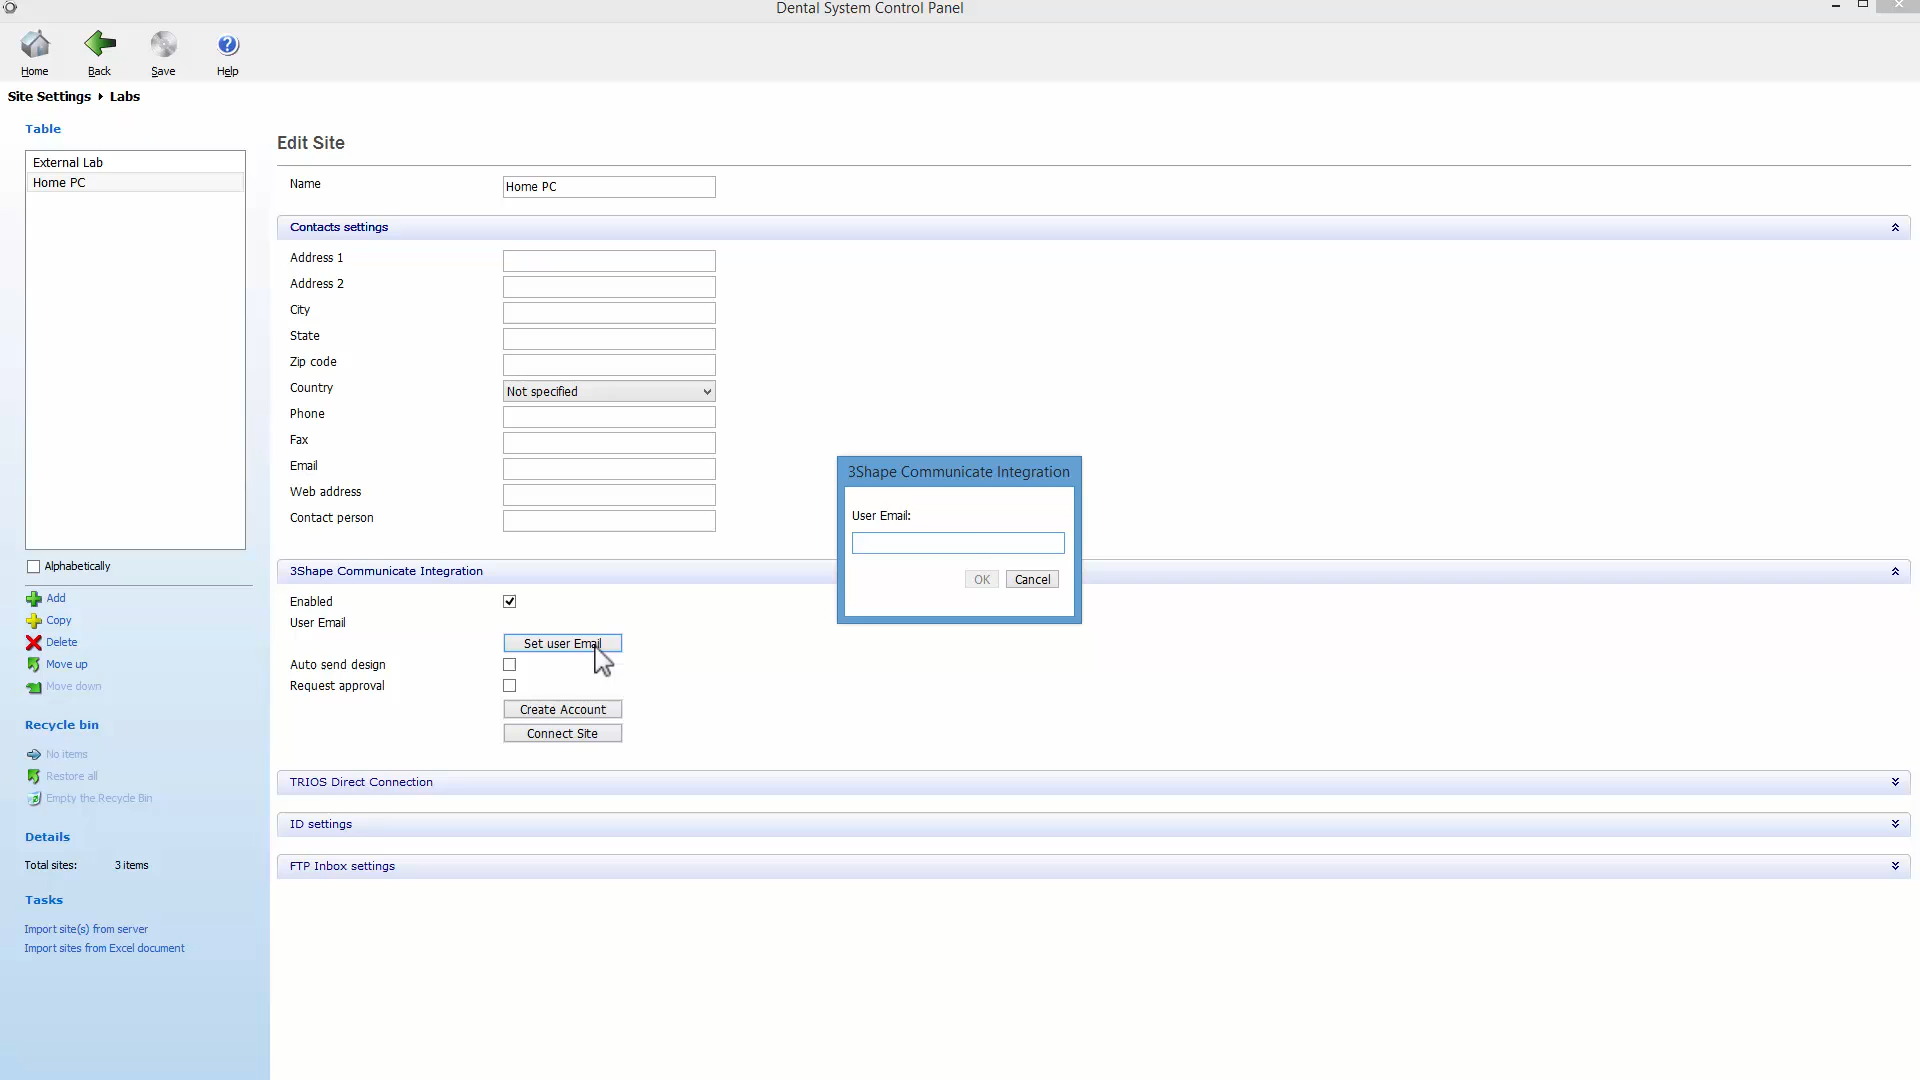 Dental System Control Panel
Home Back Save Help
Site Settings Labs
Table
External Lab
Home PC
Alphabetically
Add
Copy
Delete
Move up
Move down
Recycle bin
No items
Restore all
Empty the Recycle Bin
Details
Total sites: 3 items
Tasks
Import site(s) from server
Import sites from Excel document
Edit Site
Name Home PC
Contacts settings
Address 1
Address 2
City
State
Zip code
Country Not specified
Phone
Fax
Email
Web address
Contact person
3Shape Communicate Integration
Enabled
User Email
Set user Email
Auto send design
Request approval
Create Account
Connect Site
TRIOS Direct Connection
ID settings
FTP Inbox settings
3Shape Communicate Integration
User Email:
OK Cancel